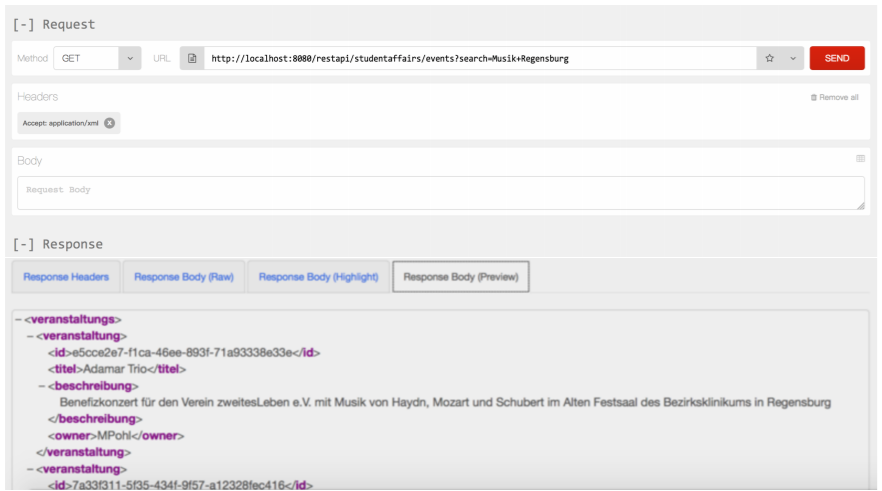 [-] Request
Method GET URL http://localhost:8080/restapi/studentaffairs/events?search=Musik+Regensburg SEND
Headers Remove all
Accept: application/xml
Body
Request Body
[-] Response
Response Headers Response Body (Raw) Response Body (Highlight) Response Body (Preview)
– <veranstaltungs>
– <veranstaltung>
<id>e5cce2e7-f1ca-46ee-893f-71a93338e33e</id>
<titel>Adamar Trio</titel>
– <beschreibung>
Benefizkonzert für den Verein zweitesLeben e.V. mit Musik von Haydn, Mozart und Schubert im Alten Festsaal des Bezirksklinikums in Regensburg
</beschreibung>
<owner>MPohl</owner>
</veranstaltung>
– <veranstaltung>
<id>7a33f311-5f35-434f-9f57-a12328fec416</id>